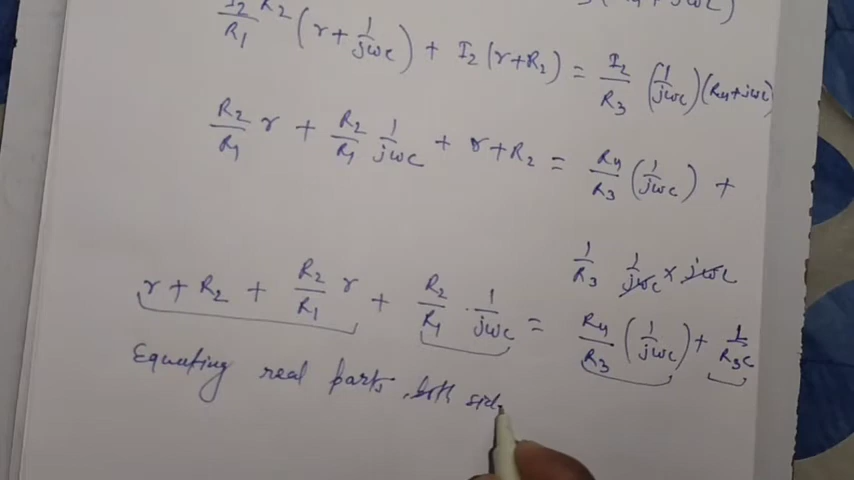 I₂/R₁ R₂ (r + 1/jωc) + I₂(r+R₂) = I₂/R₃ (1/jωc)(R₄+jωL)
R₂/R₁ r + R₂/R₁ 1/jωc + r+R₂ = R₄/R₃ (1/jωc) +
1/R₃ 1/jωc × jωL
r + R₂ + R₂/R₁ r + R₂/R₁ · 1/jωc = R₄/R₃ (1/jωc) + L/R₃c
Equating real parts both sid